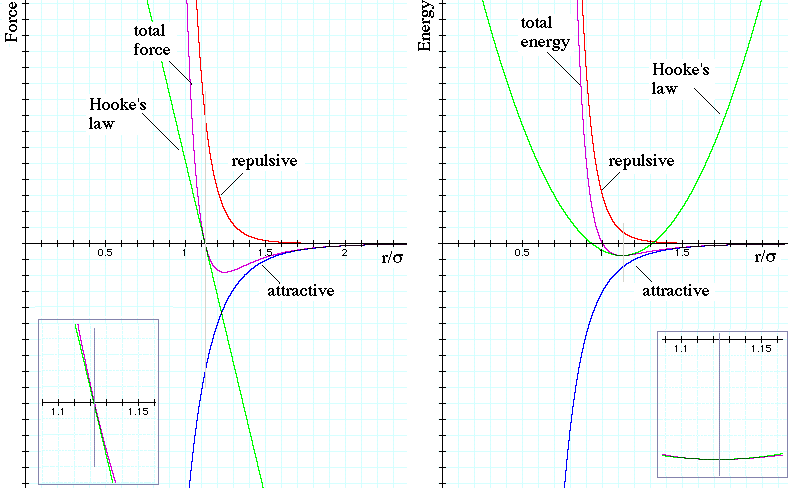 Force
total
force
Hooke's
law
repulsive
0.5
1
1.5
2
r/σ
attractive
1.1
1.15
Energy
total
energy
Hooke's
law
repulsive
0.5
1
1.5
r/σ
attractive
1.1
1.15